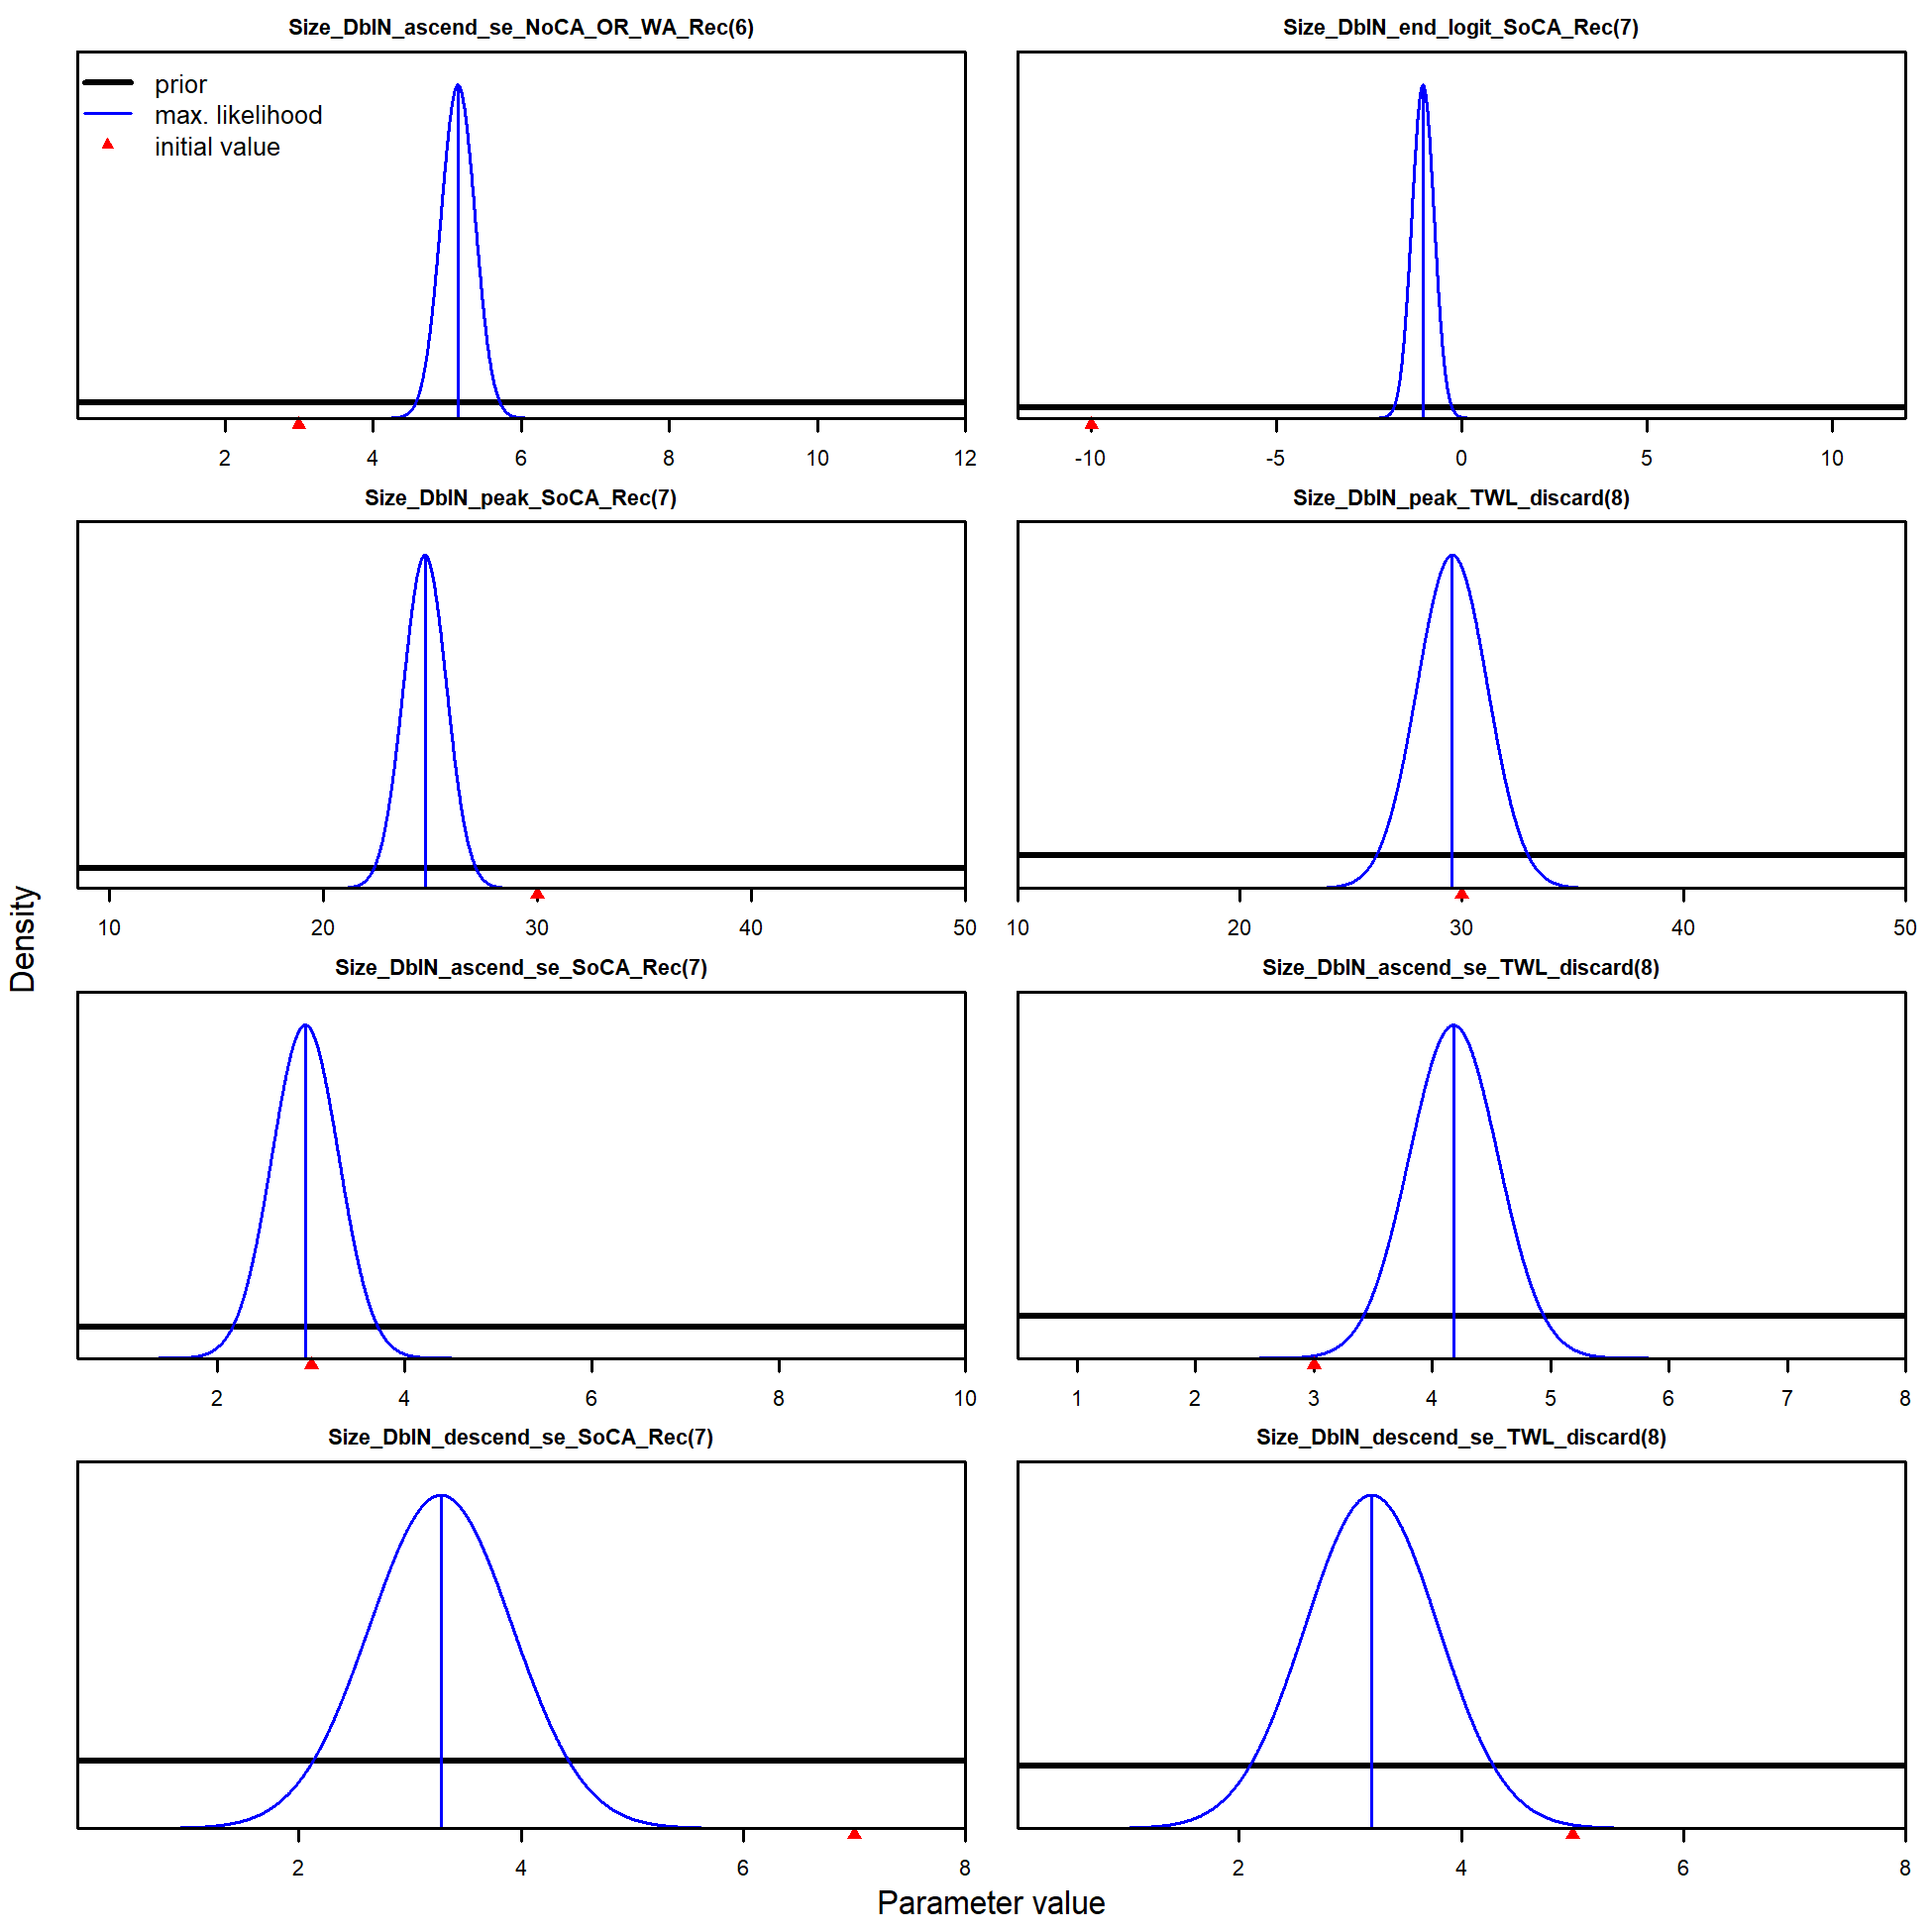 Size_DblN_ascend_se_NoCA_OR_WA_Rec(6)
prior
max. likelihood
initial value
2 4 6 8 10 12
Size_DblN_end_logit_SoCA_Rec(7)
-10 -5 0 5 10
Size_DblN_peak_SoCA_Rec(7)
10 20 30 40 50
Size_DblN_peak_TWL_discard(8)
10 20 30 40 50
Size_DblN_ascend_se_SoCA_Rec(7)
2 4 6 8 10
Size_DblN_ascend_se_TWL_discard(8)
1 2 3 4 5 6 7 8
Size_DblN_descend_se_SoCA_Rec(7)
2 4 6 8
Size_DblN_descend_se_TWL_discard(8)
2 4 6 8
Density
Parameter value